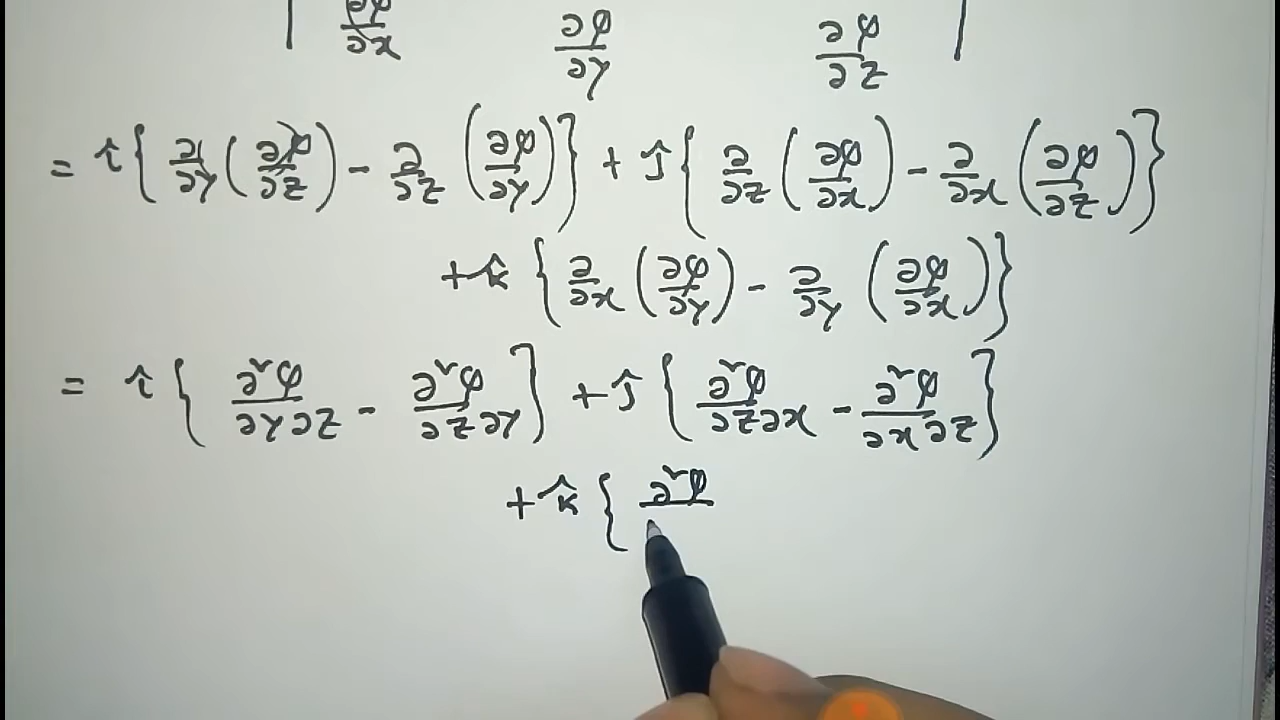 | ∂φ/∂x ∂φ/∂y ∂φ/∂z |
= î{ ∂/∂y (∂φ/∂z) - ∂/∂z (∂φ/∂y) } + ĵ{ ∂/∂z (∂φ/∂x) - ∂/∂x (∂φ/∂z) }
+ k̂ { ∂/∂x (∂φ/∂y) - ∂/∂y (∂φ/∂x) }
= î { ∂²φ/∂y∂z - ∂²φ/∂z∂y } + ĵ { ∂²φ/∂z∂x - ∂²φ/∂x∂z }
+ k̂ { ∂²φ/